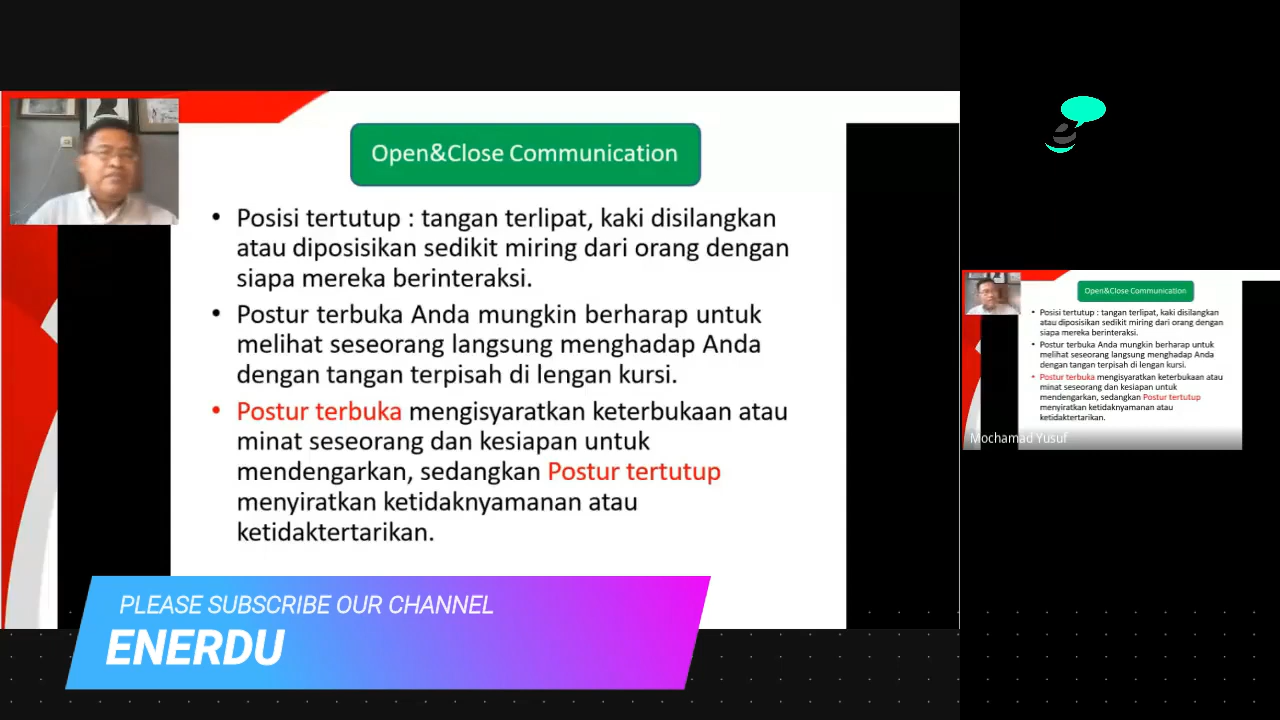 Open&Close Communication
• Posisi tertutup : tangan terlipat, kaki disilangkan
atau diposisikan sedikit miring dari orang dengan
siapa mereka berinteraksi.
• Postur terbuka Anda mungkin berharap untuk
melihat seseorang langsung menghadap Anda
dengan tangan terpisah di lengan kursi.
• Postur terbuka mengisyaratkan keterbukaan atau
minat seseorang dan kesiapan untuk
mendengarkan, sedangkan Postur tertutup
menyiratkan ketidaknyamanan atau
ketidaktertarikan.
PLEASE SUBSCRIBE OUR CHANNEL
ENERDU
Open&Close Communication
• Posisi tertutup : tangan terlipat, kaki disilangkan
atau diposisikan sedikit miring dari orang dengan
siapa mereka berinteraksi.
• Postur terbuka Anda mungkin berharap untuk
melihat seseorang langsung menghadap Anda
dengan tangan terpisah di lengan kursi.
• Postur terbuka mengisyaratkan keterbukaan atau
minat seseorang dan kesiapan untuk
mendengarkan, sedangkan Postur tertutup
menyiratkan ketidaknyamanan atau
ketidaktertarikan.
Mochamad Yusuf